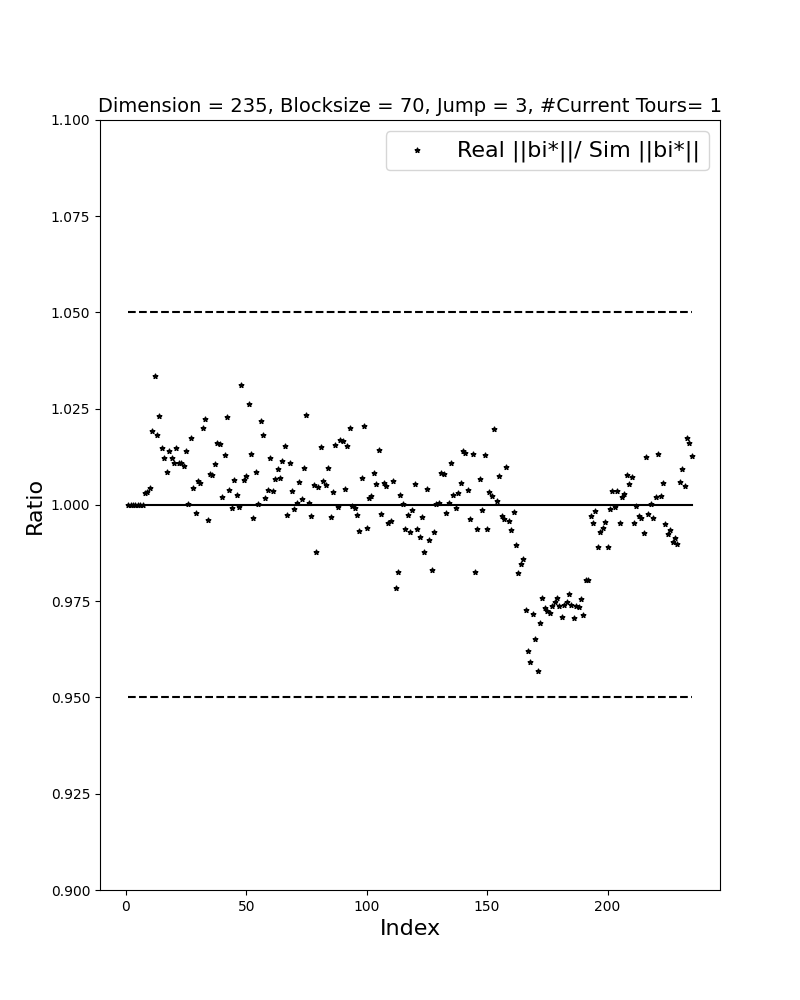 Dimension = 235, Blocksize = 70, Jump = 3, #Current Tours= 1
Real ||bi*||/ Sim ||bi*||
1.100
1.075
1.050
1.025
1.000
0.975
0.950
0.925
0.900
Ratio
0 50 100 150 200
Index